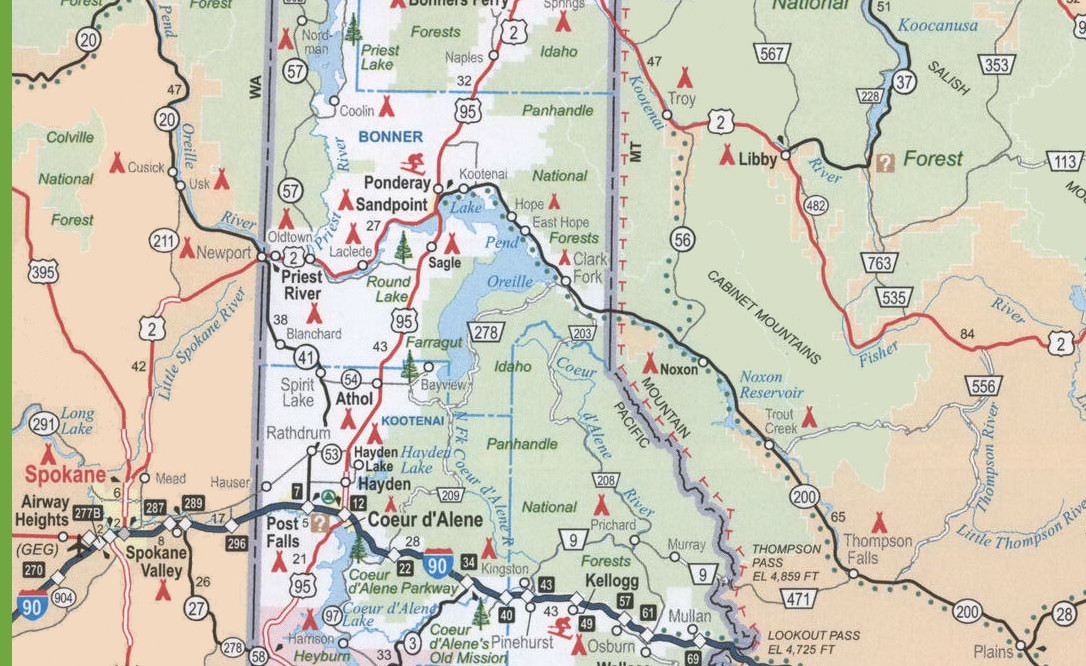 Forest
Forest
Pend
20
47
WA
Nord-
man
57
Priest
Lake
Bonners Ferry
Forests
Naples
2
Springs
Idaho
National
51
Koocanusa
567
37
SALISH
353
47
Troy
Kootenai
228
20
Oreille
Colville
National
Forest
Cusick
Usk
Coolin
32
95
Panhandle
BONNER
River
MT
2
Libby
River
?
Forest
113
482
Ponderay
Sandpoint
Kootenai
National
57
Priest
27
Lake
Hope
East Hope
Forests
River
211
Newport
Oldtown
2
Laclede
Sagle
Pend
Clark
Fork
56
763
395
Priest
River
Round
Lake
Oreille
CABINET MOUNTAINS
535
River
2
Little Spokane River
38
Blanchard
95
278
203
Fisher
84
2
42
41
43
Farragut
Idaho
Coeur
d'Alene
River
Noxon
Noxon
Reservoir
556
Spirit
Lake
54
Athol
Bayview
MOUNTAIN
PACIFIC
Trout
Creek
291
Long
Lake
KOOTENAI
N Fk Coeur d'Alene R
Rathdrum
53
Hayden
Lake
Hayden
Lake
Hayden
Panhandle
Thompson River
Spokane
Mead
Hauser
209
208
200
Airway
Heights
6
277B
287
289
7
12
National
Prichard
65
2
17
Post
Falls
5
?
Coeur d'Alene
9
Little Thompson River
(GEG)
8
296
28
Murray
Thompson
Falls
270
Spokane
Valley
22
90
34
Kingston
Forests
9
THOMPSON
PASS
EL 4,859 FT
21
Coeur
d'Alene Parkway
43
Kellogg
90
904
26
27
95
97
Coeur d'Alene
Lake
40
43
49
57
61
Mullan
471
200
28
Harrison
Heyburn
3
Coeur
d'Alene's
Old Mission
Pinehurst
Osburn
LOOKOUT PASS
EL 4,725 FT
278
58
33
Wallace
69
Plains